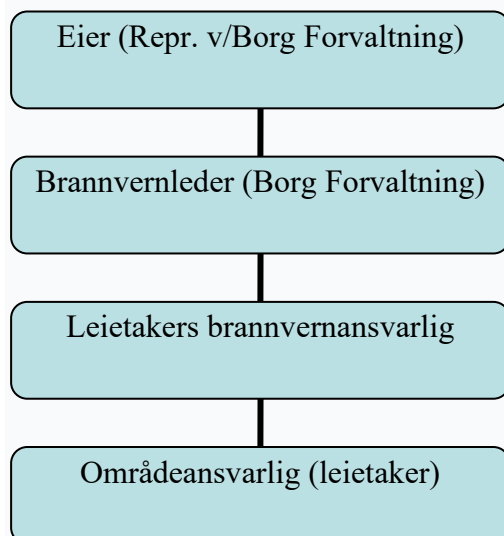 Eier (Repr. v/Borg Forvaltning)
Brannvernleder (Borg Forvaltning)
Leietakers brannvernansvarlig
Områdeansvarlig (leietaker)